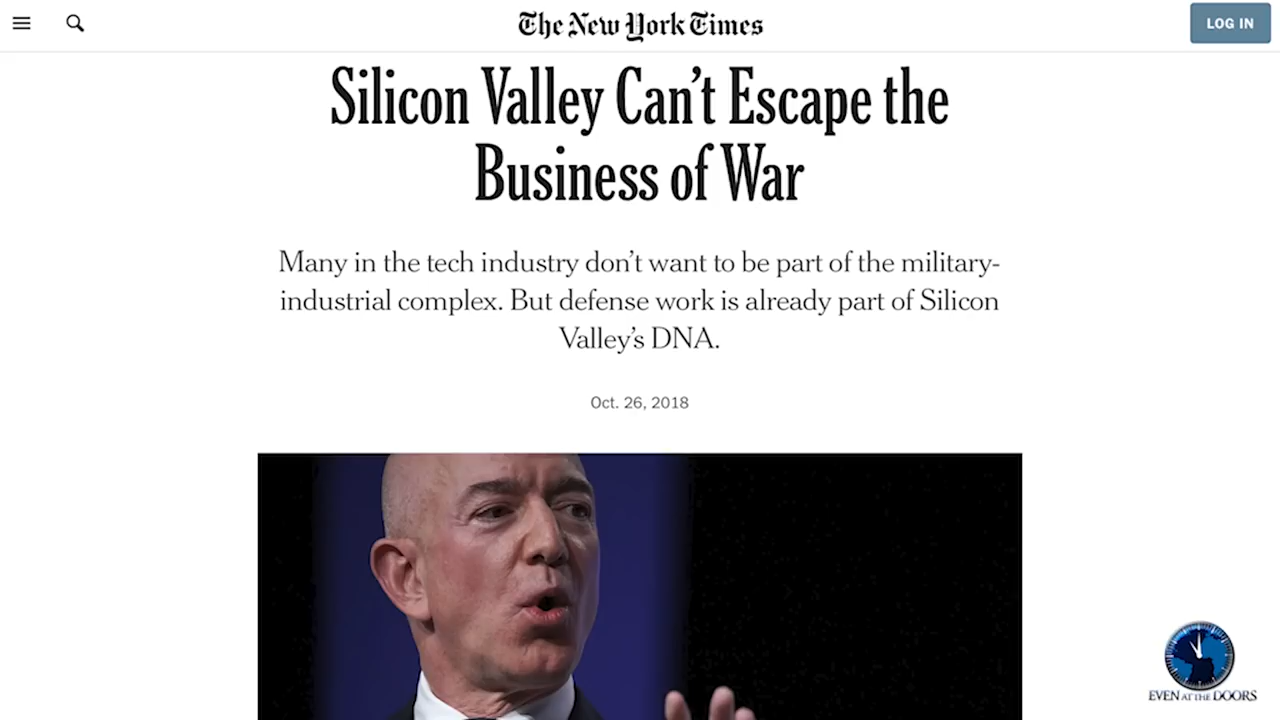 The New York Times
LOG IN
Silicon Valley Can’t Escape the
Business of War
Many in the tech industry don’t want to be part of the military-
industrial complex. But defense work is already part of Silicon
Valley’s DNA.
Oct. 26, 2018
EVEN AT THE DOORS